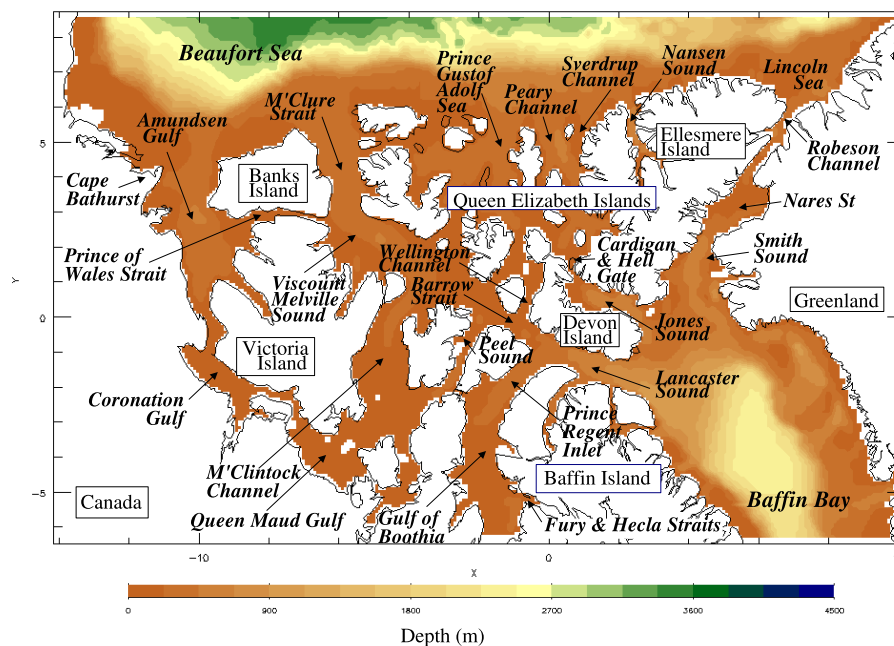 Beaufort Sea
Prince
Gustof
Adolf
Sea
Sverdrup
Channel
Nansen
Sound
Lincoln
Sea
M'Clure
Strait
Peary
Channel
Amundsen
Gulf
5
Ellesmere
Island
Robeson
Channel
Cape
Bathurst
Banks
Island
Queen Elizabeth Islands
Nares St
Prince of
Wales Strait
Viscount
Melville
Sound
Wellington
Channel
Barrow
Strait
Cardigan
& Hell
Gate
Smith
Sound
Y
Greenland
0
Victoria
Island
Peel
Sound
Devon
Island
Jones
Sound
Coronation
Gulf
Lancaster
Sound
Prince
Regent
Inlet
M'Clintock
Channel
Baffin Island
−5
Canada
Queen Maud Gulf
Gulf of
Boothia
Fury & Hecla Straits
Baffin Bay
−10
0
X
0
900
1800
2700
3600
4500
Depth (m)